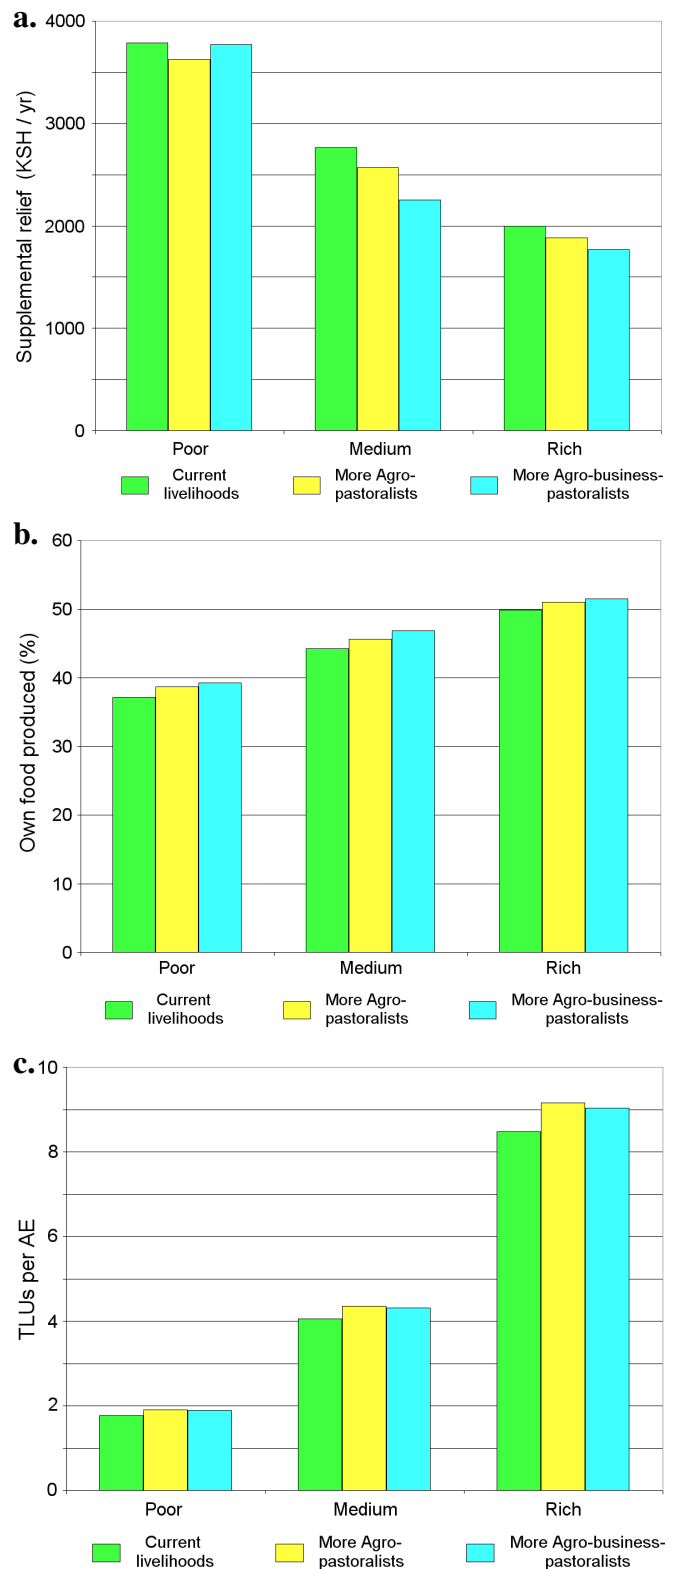 a.
4000
3000
2000
1000
0
Supplemental relief (KSH / yr)
Poor
Medium
Rich
Current
livelihoods
More Agro-
pastoralists
More Agro-business-
pastoralists
b.
60
50
40
30
20
10
0
Own food produced (%)
Poor
Medium
Rich
Current
livelihoods
More Agro-
pastoralists
More Agro-business-
pastoralists
c.
10
8
6
4
2
0
TLUs per AE
Poor
Medium
Rich
Current
livelihoods
More Agro-
pastoralists
More Agro-business-
pastoralists